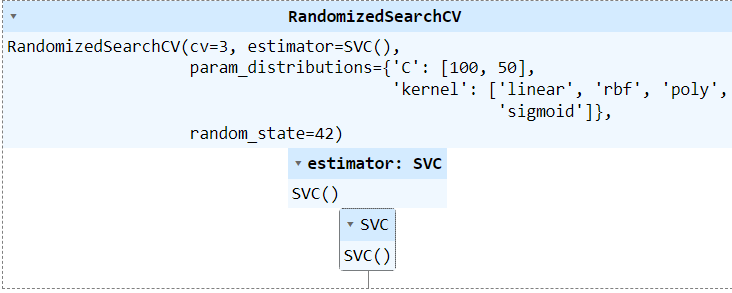 RandomizedSearchCV
RandomizedSearchCV(cv=3, estimator=SVC(),
param_distributions={'C': [100, 50],
'kernel': ['linear', 'rbf', 'poly',
'sigmoid']},
random_state=42)
estimator: SVC
SVC()
SVC
SVC()